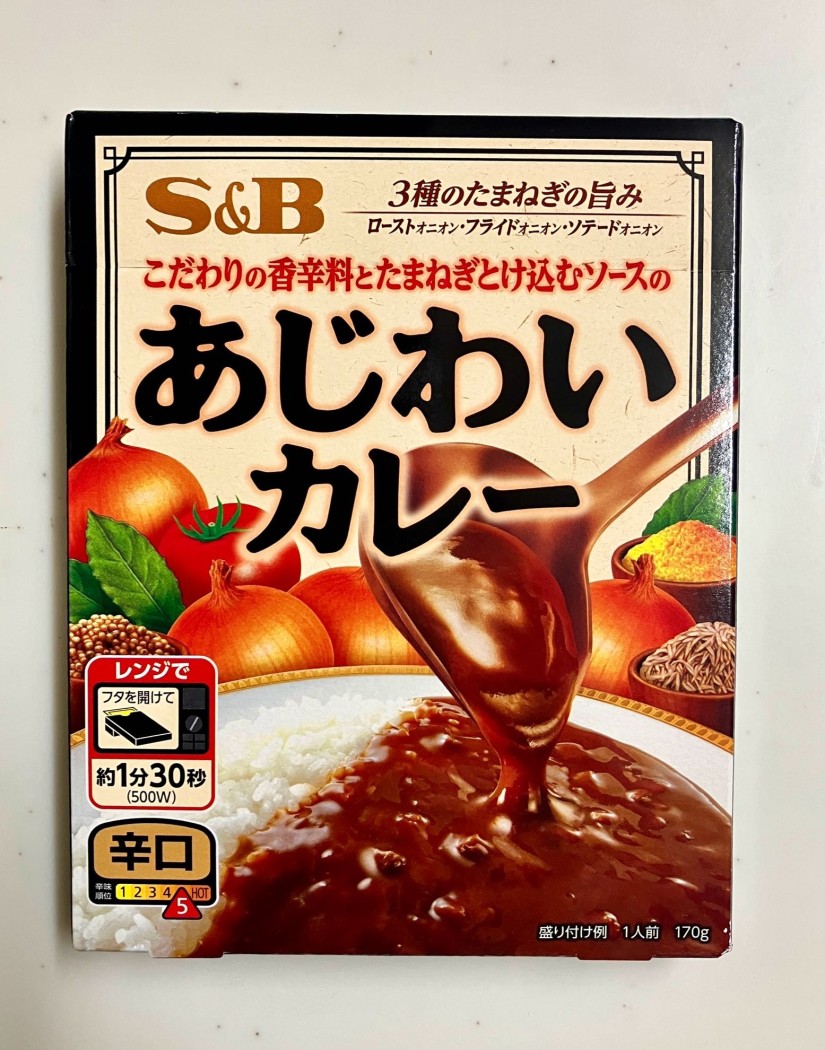 S&B
3種のたまねぎの旨み
ローストオニオン・フライドオニオン・ソテードオニオン
こだわりの香辛料とたまねぎとけ込むソースの
あじわい
カレー
レンジで
フタを開けて
約1分30秒
(500W)
辛口
辛味
順位
1 2 3 4 5 HOT
盛り付け例 1人前 170g